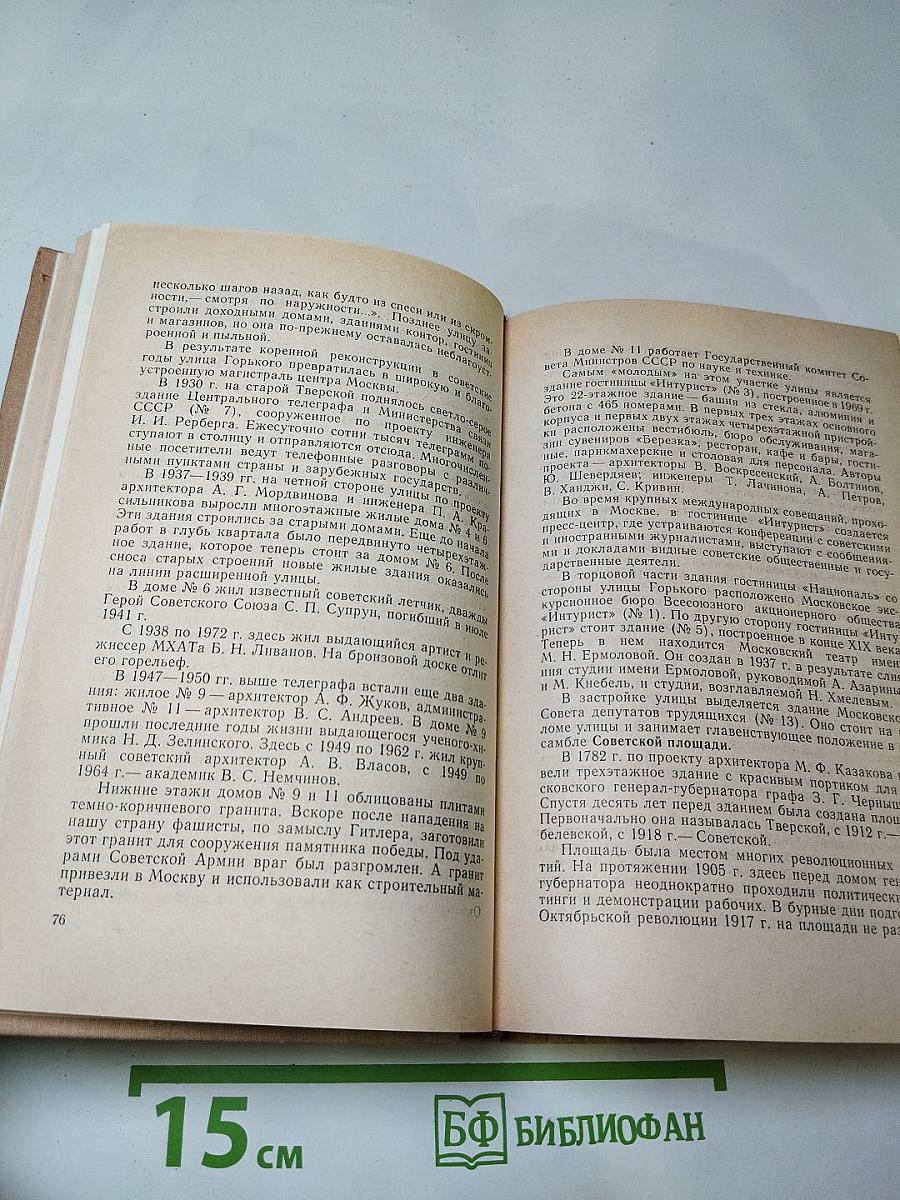 несколько шагов назад, как будто из спеси или из скром-
ности,— смотря по наружности...». Позднее улицу за-
строили доходными домами, зданиями контор, гостиниц
и магазинов, но она по-прежнему оставалась неблагоуст-
роенной и пыльной.
В результате коренной реконструкции в советские
годы улица Горького превратилась в широкую и благо-
устроенную магистраль центра Москвы.
В 1930 г. на старой Тверской поднялось светло-серое
здание Центрального телеграфа и Министерства связи
СССР (№ 7), сооруженное по проекту инженера
И. И. Рерберга. Ежесуточно сотни тысяч телеграмм по-
ступают в столицу и отправляются отсюда. Многочислен-
ные посетители ведут телефонные разговоры с различ-
ными пунктами страны и зарубежных государств.
В 1937—1939 гг. на четной стороне улицы по проекту
архитектора А. Г. Мордвинова и инженера П. А. Кра-
сильникова выросли многоэтажные жилые дома № 4 и 6.
Эти здания строились за старыми домами. Еще до начала
работ в глубь квартала было передвинуто четырехэтаж-
ное здание, которое теперь стоит за домом № 6. После
сноса старых строений новые жилые здания оказались
на линии расширенной улицы.
В доме № 6 жил известный советский летчик, дважды
Герой Советского Союза С. П. Супрун, погибший в июле
1941 г.
С 1938 по 1972 г. здесь жил выдающийся артист и ре-
жиссер МХАТа Б. Н. Ливанов. На бронзовой доске отлит
его горельеф.
В 1947—1950 гг. выше телеграфа встали еще два зда-
ния: жилое № 9 — архитектор А. Ф. Жуков, администра-
тивное № 11 — архитектор В. С. Андреев. В доме № 9
прошли последние годы жизни выдающегося ученого-хи-
мика Н. Д. Зелинского. Здесь с 1949 по 1962 г. жил круп-
ный советский архитектор А. В. Власов, с 1949 по
1964 г.— академик В. С. Немчинов.
Нижние этажи домов № 9 и 11 облицованы плитами
темно-коричневого гранита. Вскоре после нападения на
нашу страну фашисты, по замыслу Гитлера, заготовили
этот гранит для сооружения памятника победы. Под уда-
рами Советской Армии враг был разгромлен. А гранит
привезли в Москву и использовали как строительный ма-
териал.
76
В доме № 11 работает Государственный комитет Со-
вета Министров СССР по науке и технике.
Самым «молодым» на этом участке улицы является
здание гостиницы «Интурист» (№ 3), построенное в 1969 г.
Это 22-этажное здание — башня из стекла, алюминия и
бетона с 465 номерами. В первых трех этажах основного
корпуса и первых двух этажах четырехэтажной пристрой-
ки расположены вестибюль, бюро обслуживания, мага-
зин сувениров «Березка», ресторан, кафе и бары, гости-
ные, парикмахерские и столовая для персонала. Авторы
проекта — архитекторы В. Воскресенский, А. Болтинов,
Ю. Шевердяев; инженеры Т. Лачинова, А. Петров,
В. Ханджи, С. Кривин.
Во время крупных международных совещаний, прохо-
дящих в Москве, в гостинице «Интурист» создается
пресс-центр, где устраиваются конференции с советскими
и иностранными журналистами, выступают с сообщения-
ми и докладами видные советские общественные и госу-
дарственные деятели.
В торцовой части здания гостиницы «Националь» со
стороны улицы Горького расположено Московское экс-
курсионное бюро Всесоюзного акционерного общества
«Интурист» (№ 1). По другую сторону гостиницы «Инту-
рист» стоит здание (№ 5), построенное в конце XIX века
Теперь в нем находится Московский театр имен
М. Н. Ермоловой. Он создан в 1937 г. в результате слия
ния студии имени Ермоловой, руководимой А. Азарины
и М. Кнебель, и студии, возглавляемой Н. Хмелевым.
В застройке улицы выделяется здание Московско
Совета депутатов трудящихся (№ 13). Оно стоит на
ломе улицы и занимает главенствующее положение в
самбле Советской площади.
В 1782 г. по проекту архитектора М. Ф. Казакова
вели трехэтажное здание с красивым портиком для
сковского генерал-губернатора графа З. Г. Черныш
Спустя десять лет перед зданием была создана площ
Первоначально она называлась Тверской, с 1912 г.—
белевской, с 1918 г.— Советской.
Площадь была местом многих революционных
тий. На протяжении 1905 г. здесь перед домом ген
губернатора неоднократно проходили политически
тинги и демонстрации рабочих. В бурные дни подго
Октябрьской революции 1917 г. на площади не раз
15 см
БФ БИБЛИОФАН